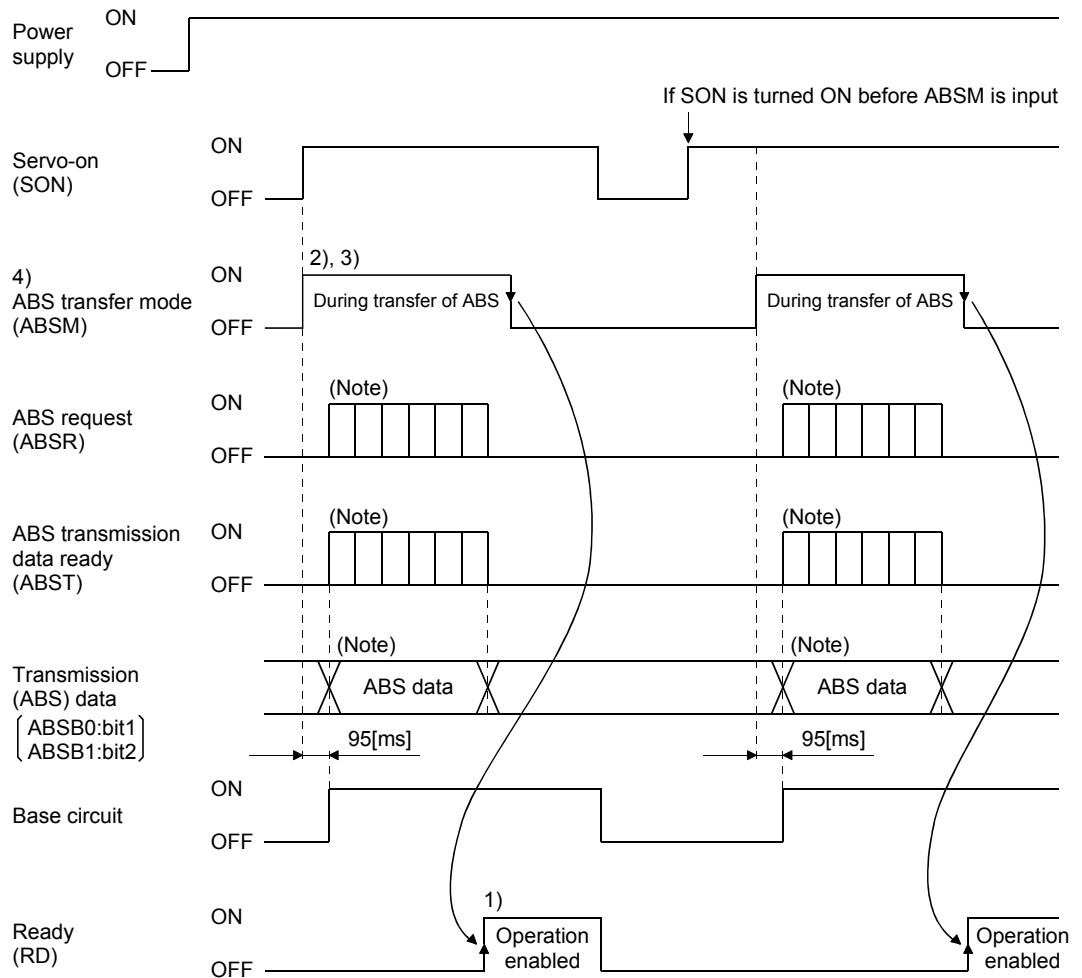 Power
supply
ON
OFF
If SON is turned ON before ABSM is input
Servo-on
(SON)
ON
OFF
4)
ABS transfer mode
(ABSM)
ON
OFF
2), 3)
During transfer of ABS
During transfer of ABS
ABS request
(ABSR)
ON
OFF
(Note)
(Note)
ABS transmission
data ready
(ABST)
ON
OFF
(Note)
(Note)
Transmission
(ABS) data
ABSB0:bit1
ABSB1:bit2
(Note)
ABS data
(Note)
ABS data
95[ms]
95[ms]
Base circuit
ON
OFF
Ready
(RD)
ON
OFF
1)
Operation
enabled
Operation
enabled